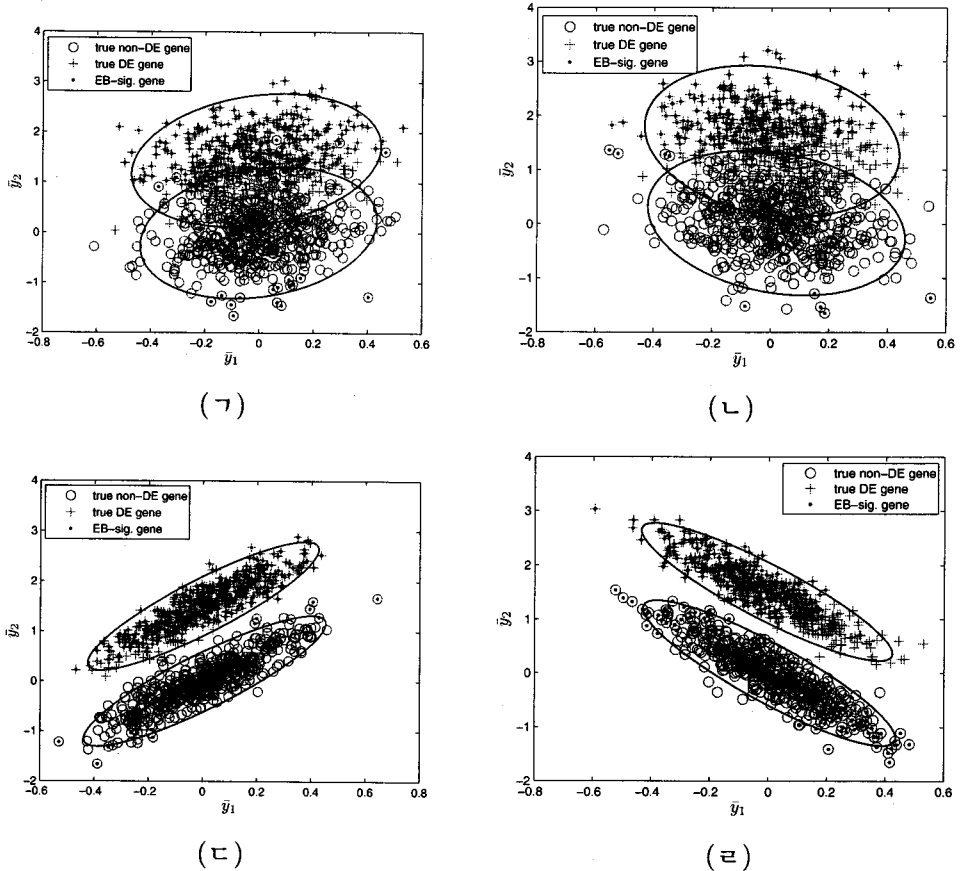 4
3
2
1
0
−1
−2
ȳ₂
true non−DE gene
true DE gene
EB−sig. gene
−0.8 −0.6 −0.4 −0.2 0 0.2 0.4 0.6
ȳ₁
(ㄱ)
4
3
2
1
0
−1
−2
ȳ₂
true non−DE gene
true DE gene
EB−sig. gene
−0.8 −0.6 −0.4 −0.2 0 0.2 0.4 0.6
ȳ₁
(ㄴ)
4
3
2
1
0
−1
−2
ȳ₂
true non−DE gene
true DE gene
EB−sig. gene
−0.6 −0.4 −0.2 0 0.2 0.4 0.6 0.8
ȳ₁
(ㄷ)
4
3
2
1
0
−1
−2
ȳ₂
true non−DE gene
true DE gene
EB−sig. gene
−0.8 −0.6 −0.4 −0.2 0 0.2 0.4 0.6
ȳ₁
(ㄹ)